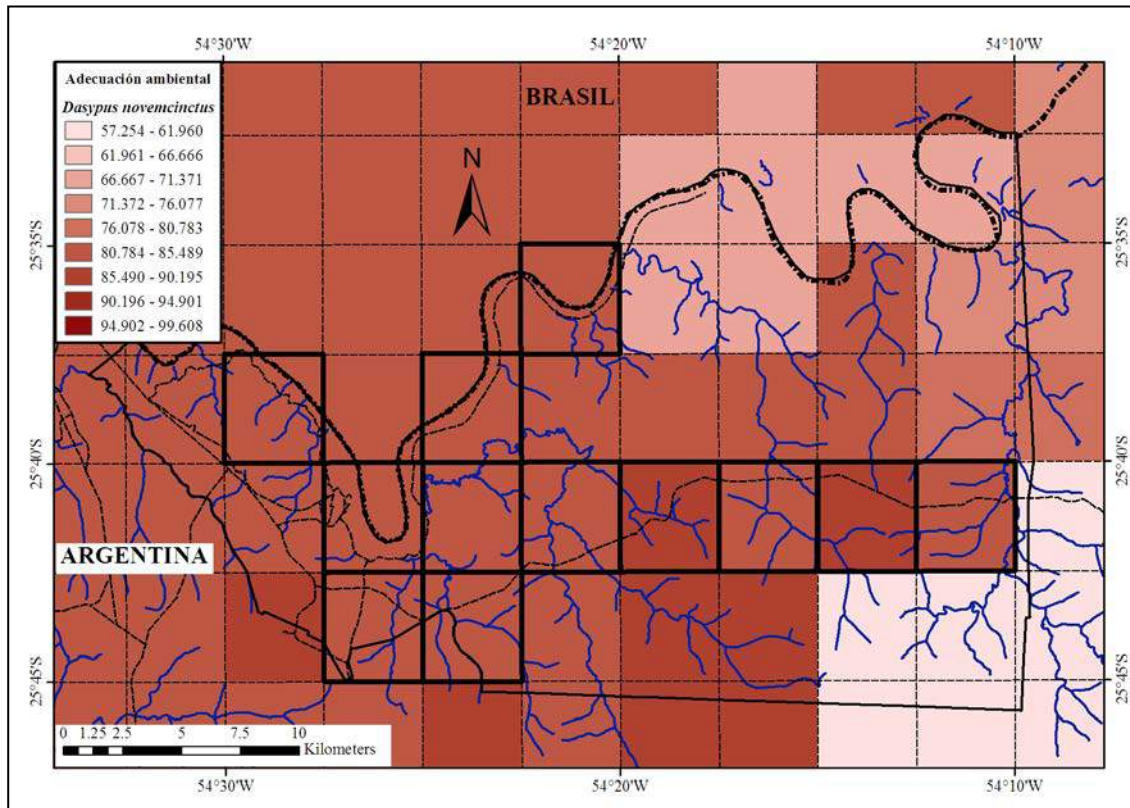 54°30'W 54°20'W 54°10'W
Adecuación ambiental
Dasypus novemcinctus
57.254 - 61.960
61.961 - 66.666
66.667 - 71.371
71.372 - 76.077
76.078 - 80.783
80.784 - 85.489
85.490 - 90.195
90.196 - 94.901
94.902 - 99.608
BRASIL
N
25°35'S 25°35'S
25°40'S 25°40'S
ARGENTINA
25°45'S 25°45'S
0 1.25 2.5 5 7.5 10
Kilometers
54°30'W 54°20'W 54°10'W